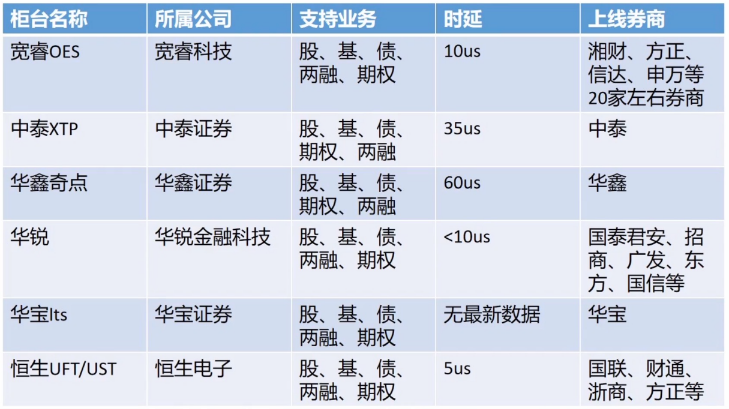 柜台名称 所属公司 支持业务 时延 上线券商
宽睿OES 宽睿科技 股、基、债、 10us 湘财、方正、
两融、期权 信达、申万等
20家左右券商
中泰XTP 中泰证券 股、基、债、 35us 中泰
期权、两融
华鑫奇点 华鑫证券 股、基、债、 60us 华鑫
期权、两融
华锐 华锐金融科技 股、基、债、 <10us 国泰君安、招
两融、期权 商、广发、东
方、国信等
华宝lts 华宝证券 股、基、债、 无最新数据 华宝
两融、期权
恒生UFT/UST 恒生电子 股、基、债、 5us 国联、财通、
两融、期权 浙商、方正等